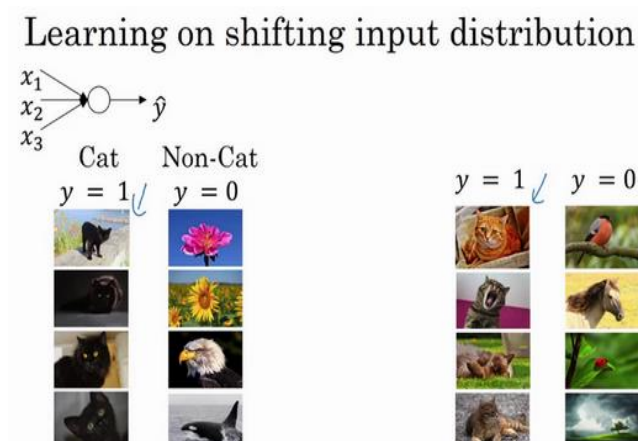 Learning on shifting input distribution
x₁
x₂
x₃
ŷ
Cat Non-Cat
y = 1 y = 0
y = 1 y = 0